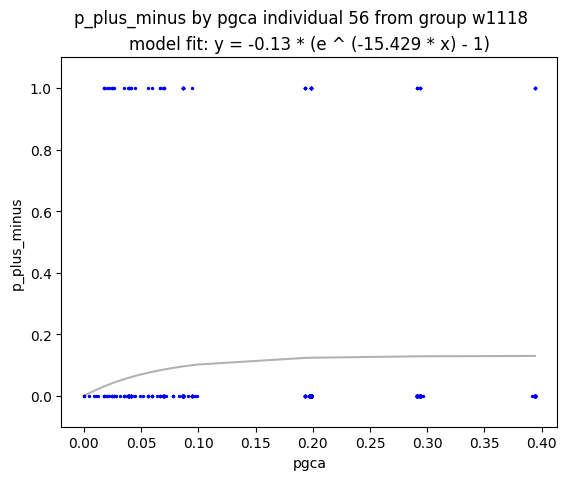 p_plus_minus by pgca individual 56 from group w1118
model fit: y = -0.13 * (e ^ (-15.429 * x) - 1)
1.0
0.8
0.6
0.4
0.2
0.0
p_plus_minus
0.00 0.05 0.10 0.15 0.20 0.25 0.30 0.35 0.40
pgca